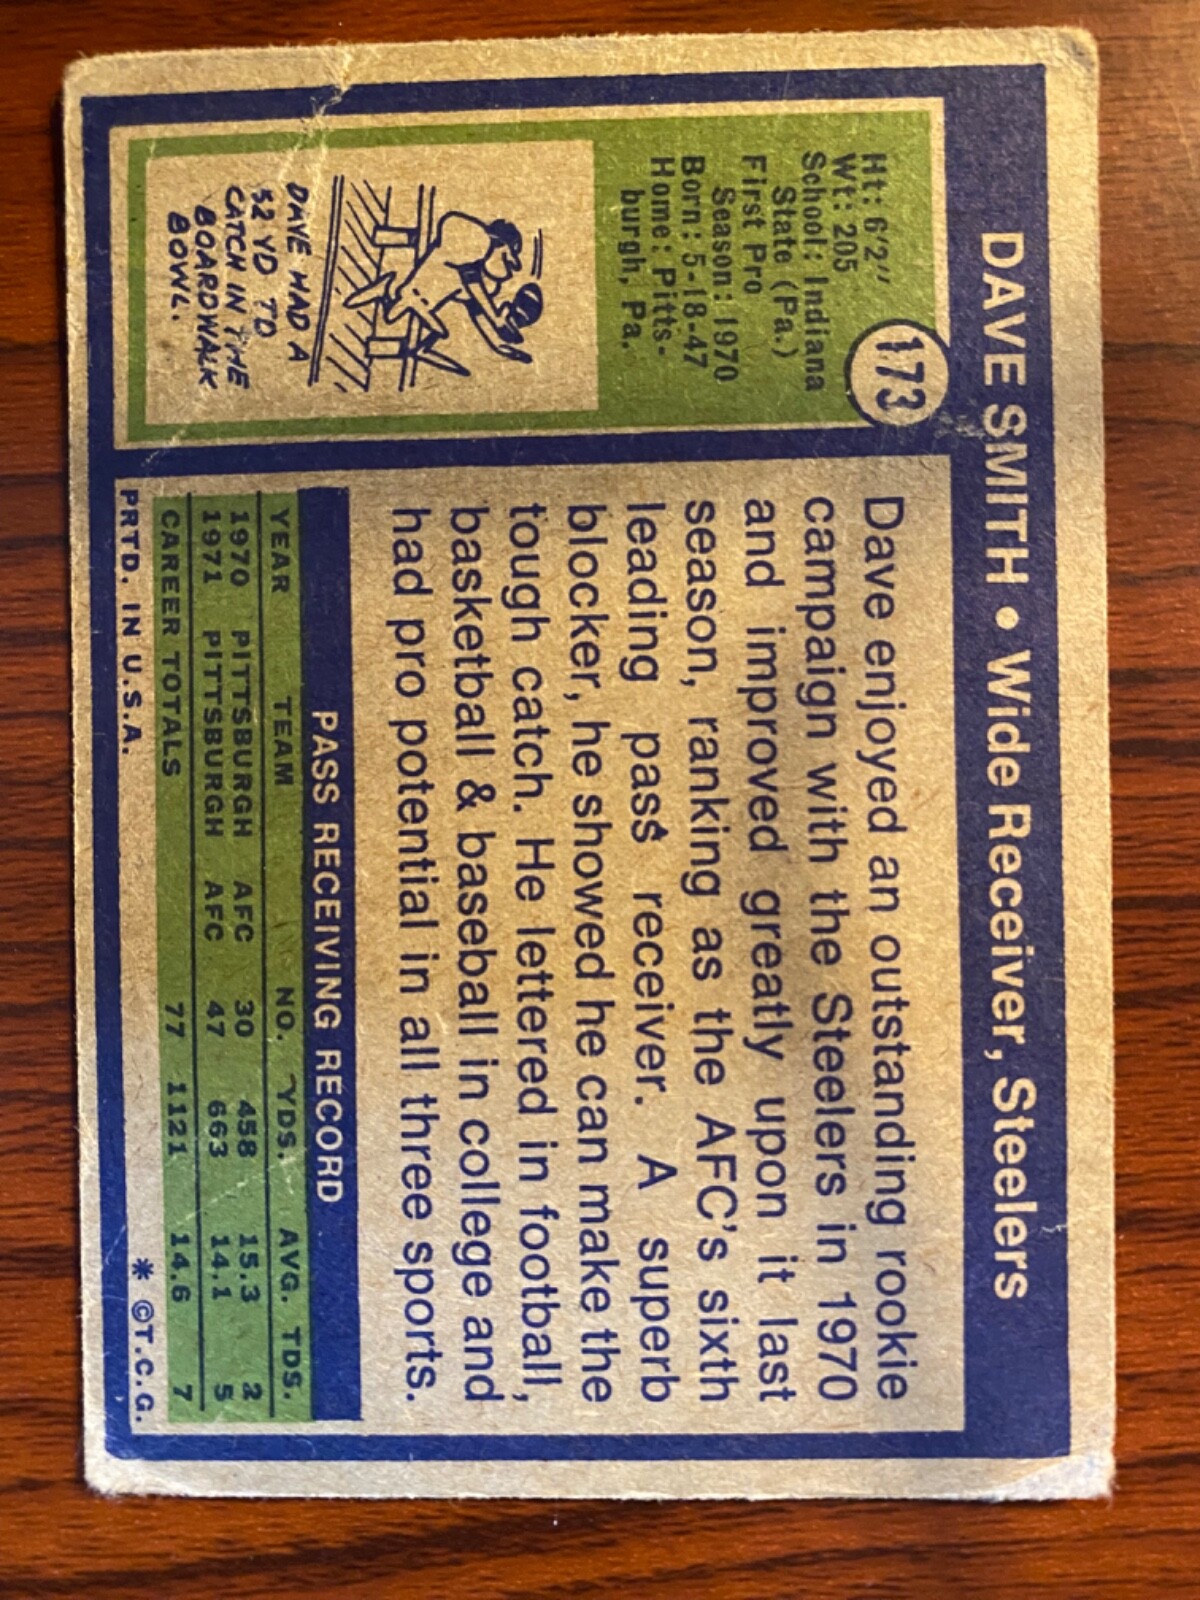 DAVE SMITH • Wide Receiver, Steelers
173
Ht: 6'2"
Wt: 205
School: Indiana
State (Pa.)
First Pro
Season: 1970
Born: 5-18-47
Home: Pitts-
burgh, Pa.
DAVE HAD A
52 YD TD
CATCH IN THE
BOARDWALK
BOWL.
Dave enjoyed an outstanding rookie
campaign with the Steelers in 1970
and improved greatly upon it last
season, ranking as the AFC's sixth
leading pass receiver. A superb
blocker, he showed he can make the
tough catch. He lettered in football,
basketball & baseball in college and
had pro potential in all three sports.
PASS RECEIVING RECORD
YEAR TEAM NO. YDS. AVG. TDS.
1970 PITTSBURGH AFC 30 458 15.3 2
1971 PITTSBURGH AFC 47 663 14.1 5
CAREER TOTALS 77 1121 14.6 7
PRTD. IN U.S.A. * ©T.C.G.